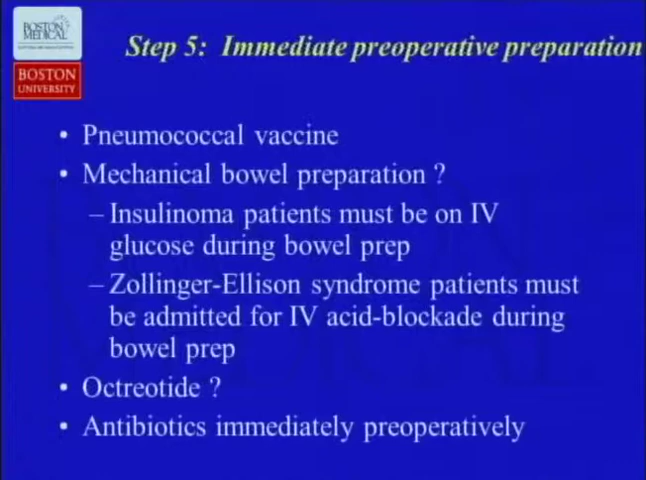 BOSTON
MEDICAL
BOSTON
UNIVERSITY
Step 5: Immediate preoperative preparation
• Pneumococcal vaccine
• Mechanical bowel preparation ?
– Insulinoma patients must be on IV
glucose during bowel prep
– Zollinger-Ellison syndrome patients must
be admitted for IV acid-blockade during
bowel prep
• Octreotide ?
• Antibiotics immediately preoperatively